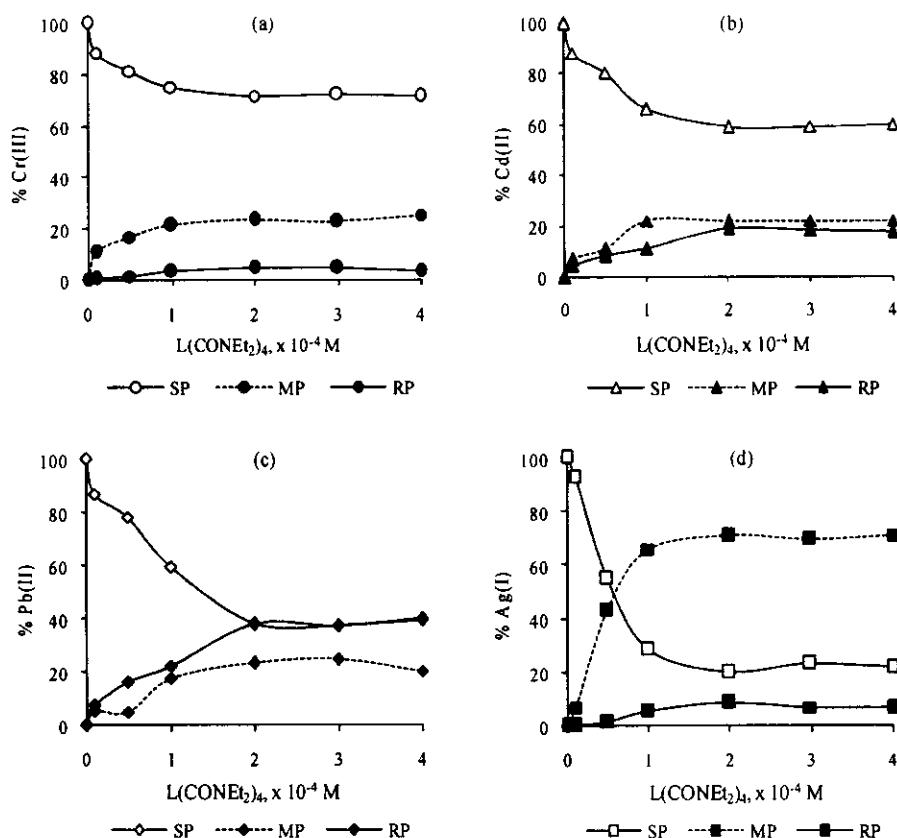 (a)
100
80
60
40
20
0
% Cr(III)
0 1 2 3 4
L(CONEt₂)₄, x 10⁻⁴ M
SP MP RP
(b)
100
80
60
40
20
0
% Cd(II)
0 1 2 3 4
L(CONEt₂)₄, x 10⁻⁴ M
SP MP RP
(c)
100
80
60
40
20
0
% Pb(II)
0 1 2 3 4
L(CONEt₂)₄, x 10⁻⁴ M
SP MP RP
(d)
100
80
60
40
20
0
% Ag(I)
0 1 2 3 4
L(CONEt₂)₄, x 10⁻⁴ M
SP MP RP